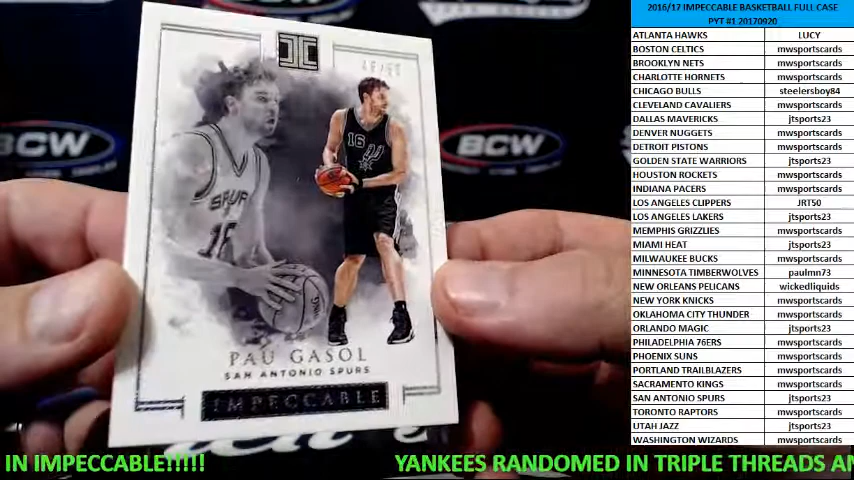 2016/17 IMPECCABLE BASKETBALL FULL CASE
PYT #1 20170920
ATLANTA HAWKS LUCY
BOSTON CELTICS mwsportscards
BROOKLYN NETS mwsportscards
CHARLOTTE HORNETS mwsportscards
CHICAGO BULLS steelersboy84
CLEVELAND CAVALIERS mwsportscards
DALLAS MAVERICKS jtsports23
DENVER NUGGETS mwsportscards
DETROIT PISTONS mwsportscards
GOLDEN STATE WARRIORS jtsports23
HOUSTON ROCKETS mwsportscards
INDIANA PACERS mwsportscards
LOS ANGELES CLIPPERS JRT50
LOS ANGELES LAKERS jtsports23
MEMPHIS GRIZZLIES mwsportscards
MIAMI HEAT jtsports23
MILWAUKEE BUCKS mwsportscards
MINNESOTA TIMBERWOLVES paulmn73
NEW ORLEANS PELICANS wickedliquids
NEW YORK KNICKS mwsportscards
OKLAHOMA CITY THUNDER mwsportscards
ORLANDO MAGIC jtsports23
PHILADELPHIA 76ERS mwsportscards
PHOENIX SUNS mwsportscards
PORTLAND TRAILBLAZERS mwsportscards
SACRAMENTO KINGS mwsportscards
SAN ANTONIO SPURS jtsports23
TORONTO RAPTORS mwsportscards
UTAH JAZZ jtsports23
WASHINGTON WIZARDS mwsportscards
BCW
BCW
SPURS
16
16
PAU GASOL
SAN ANTONIO SPURS
IMPECCABLE
IN IMPECCABLE!!!!! YANKEES RANDOMED IN TRIPLE THREADS AN